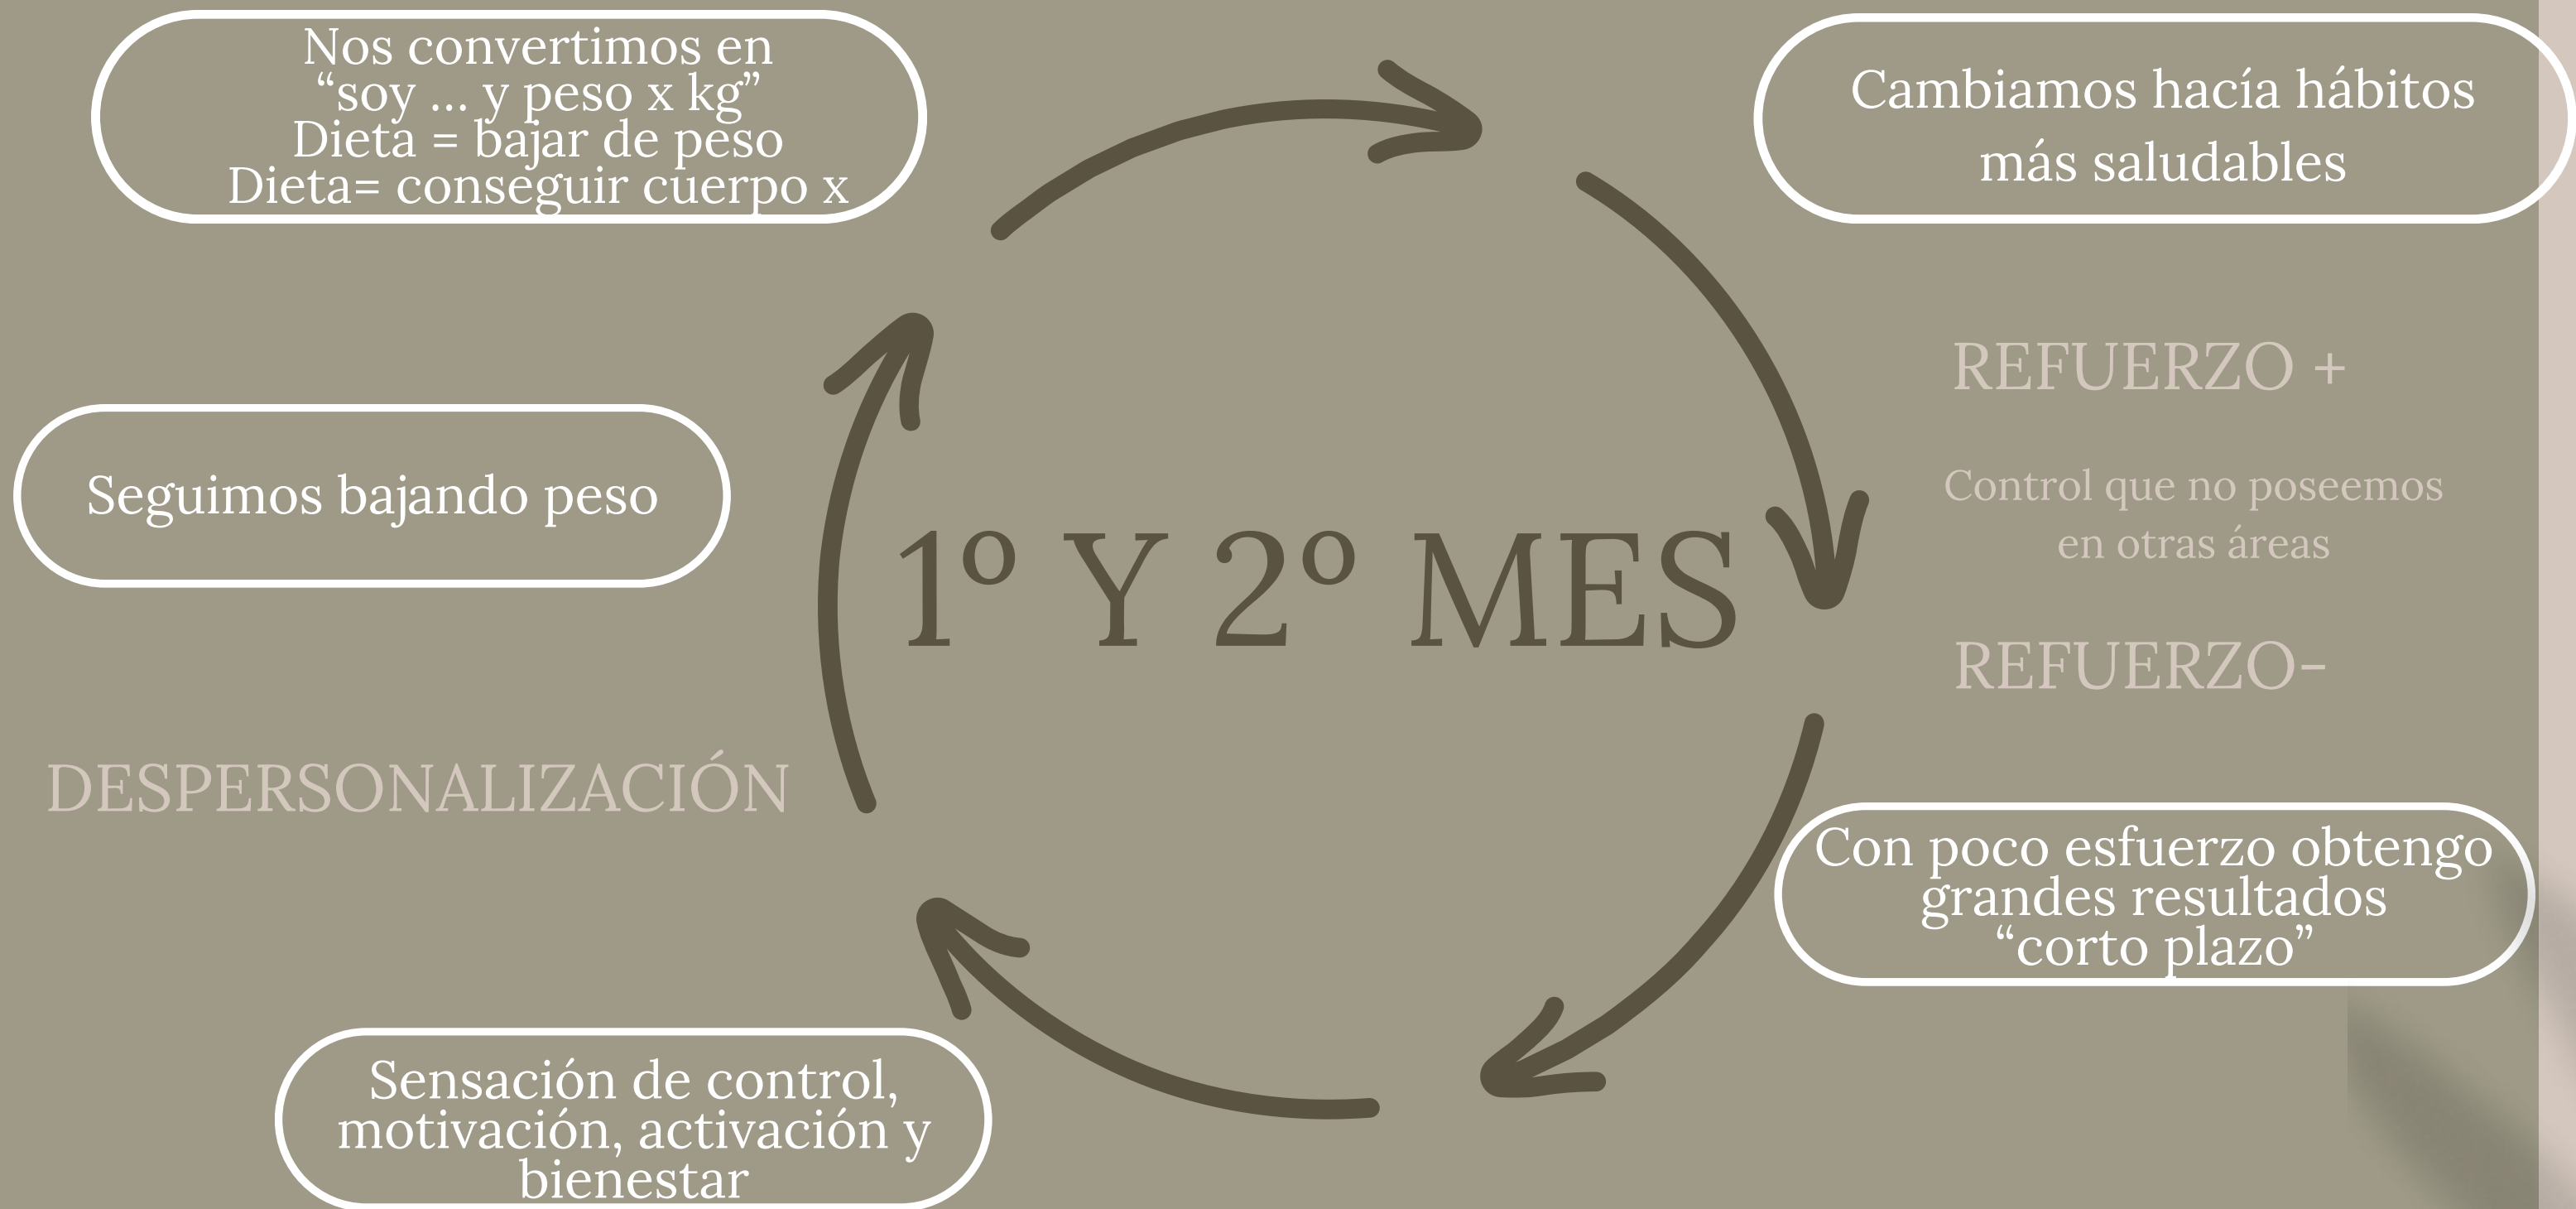 Nos convertimos en
“soy ... y peso x kg”
Dieta = bajar de peso
Dieta= conseguir cuerpo x
Cambiamos hacía hábitos
más saludables
REFUERZO +
Control que no poseemos
en otras áreas
REFUERZO-
Seguimos bajando peso
1º Y 2º MES
DESPERSONALIZACIÓN
Con poco esfuerzo obtengo
grandes resultados
“corto plazo”
Sensación de control,
motivación, activación y
bienestar